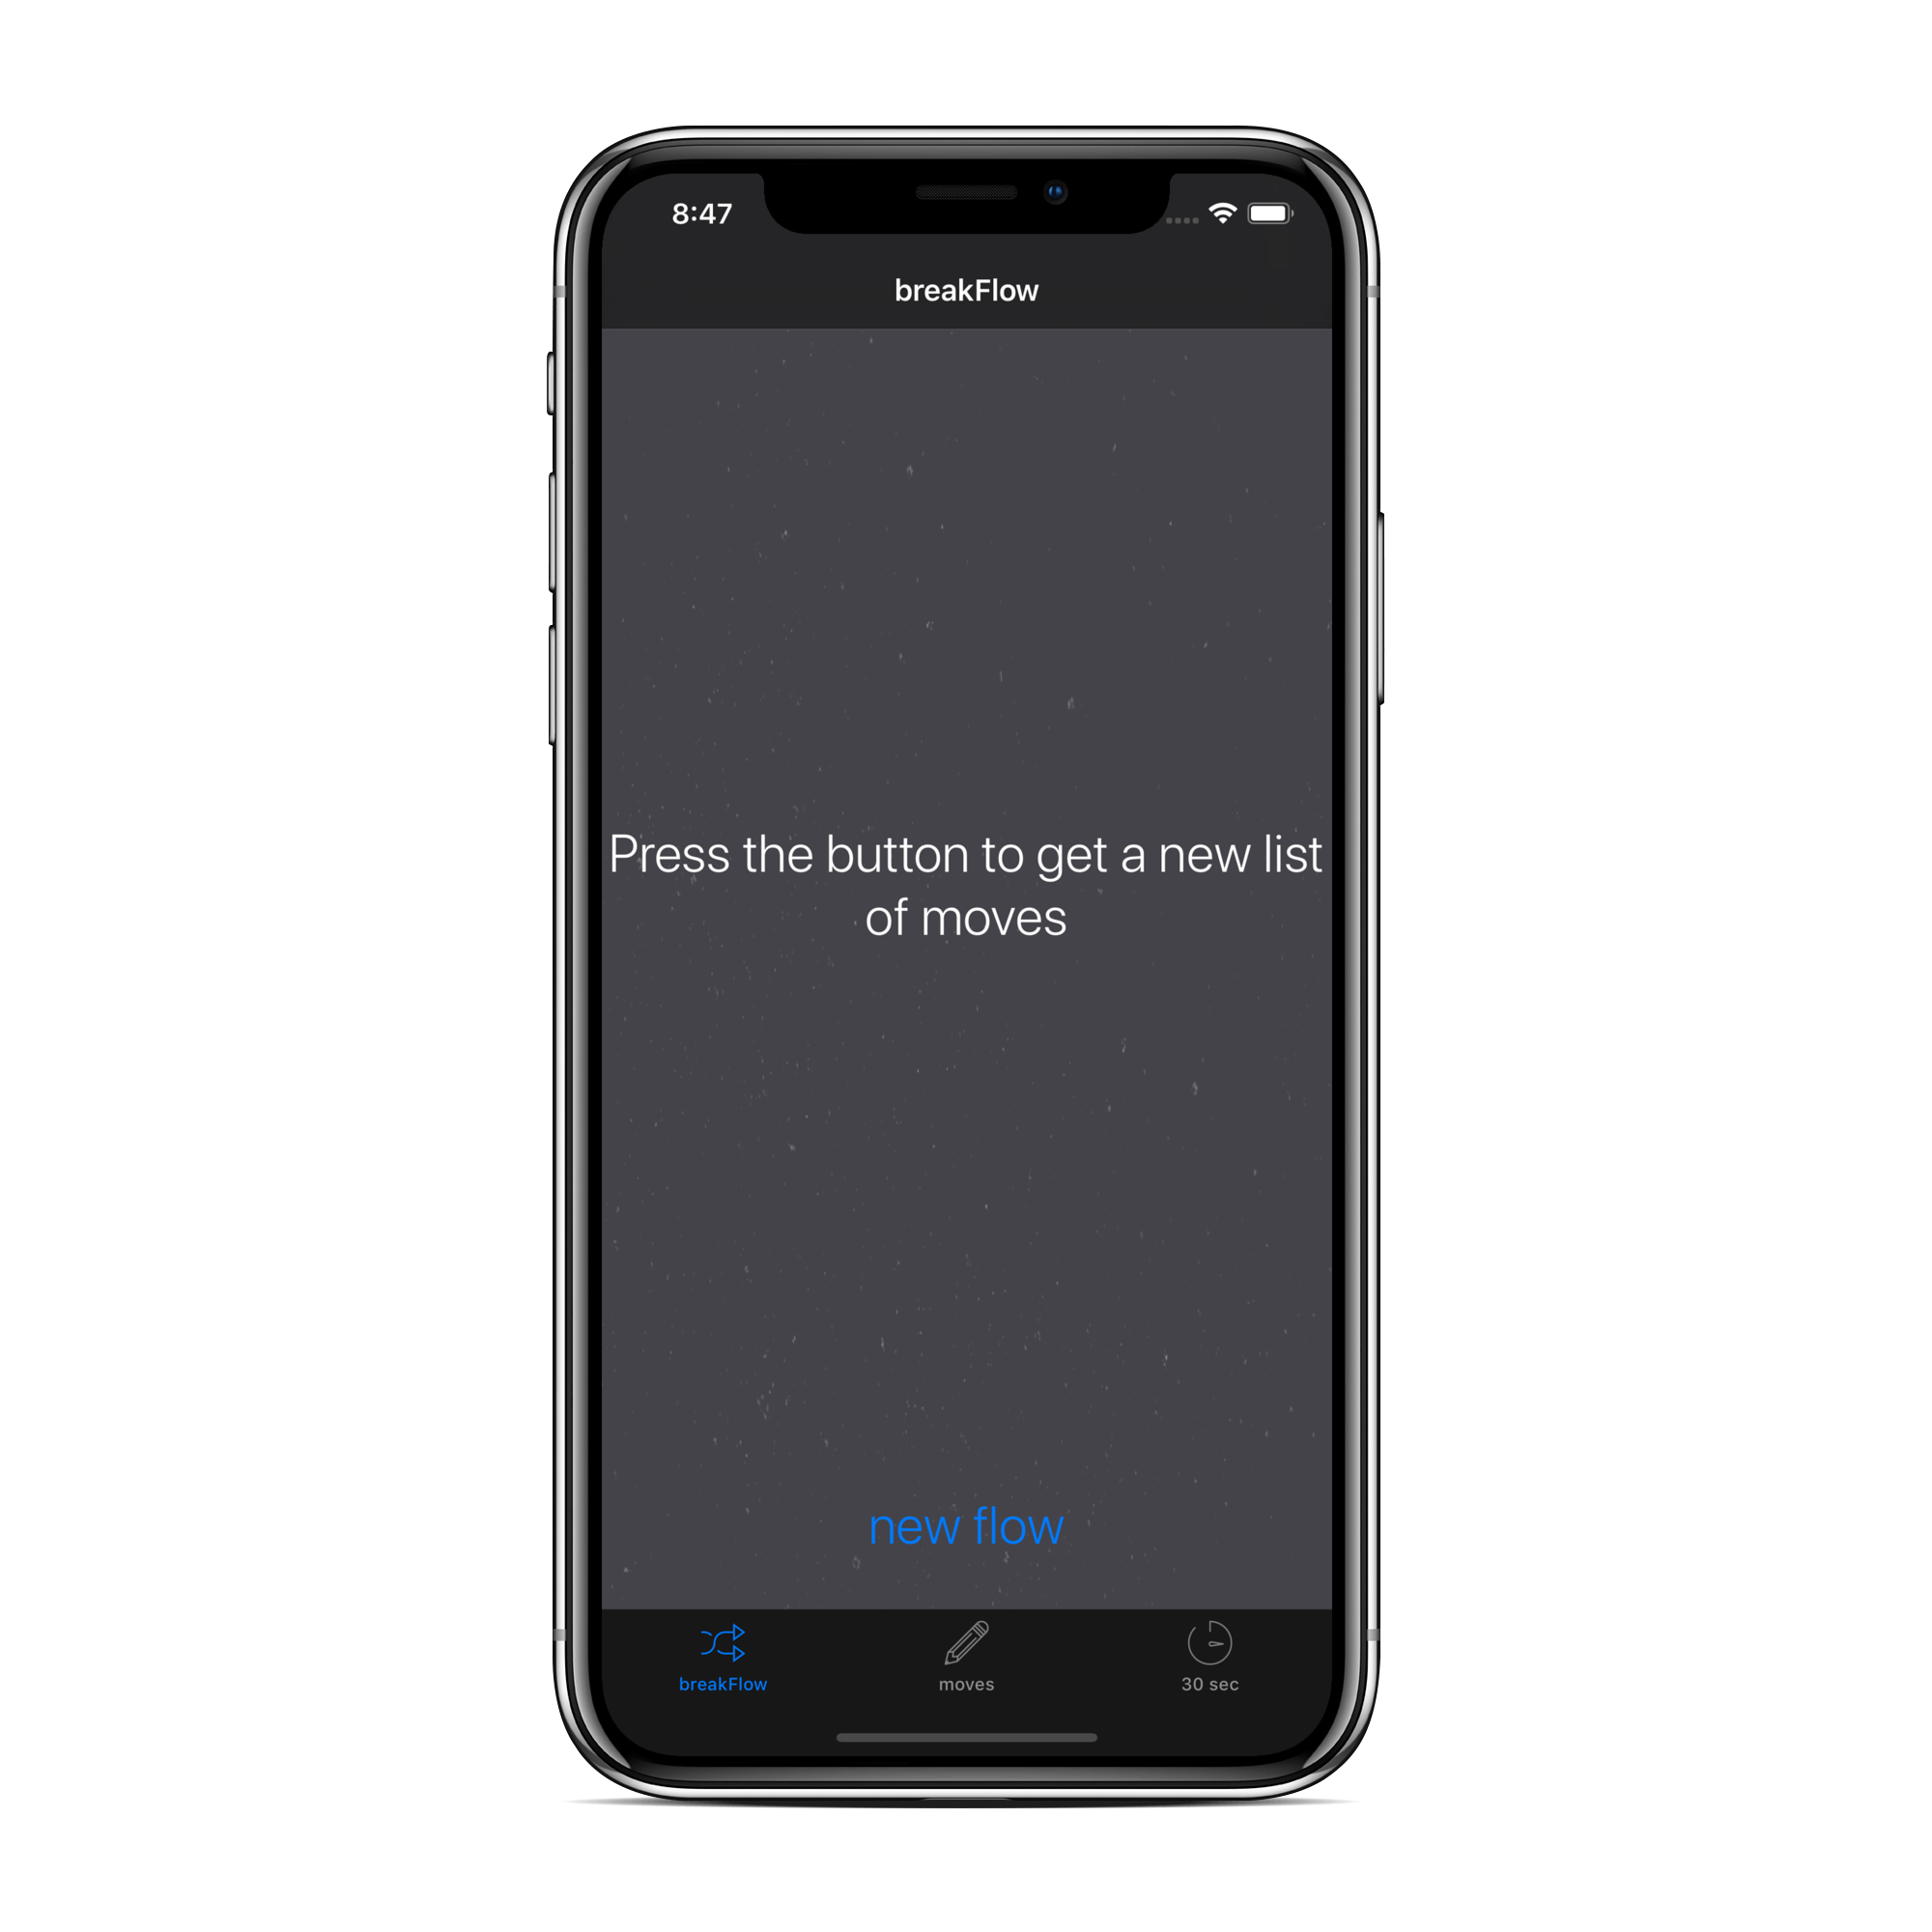 8:47
breakFlow
Press the button to get a new list
of moves
new flow
breakFlow
moves
30 sec